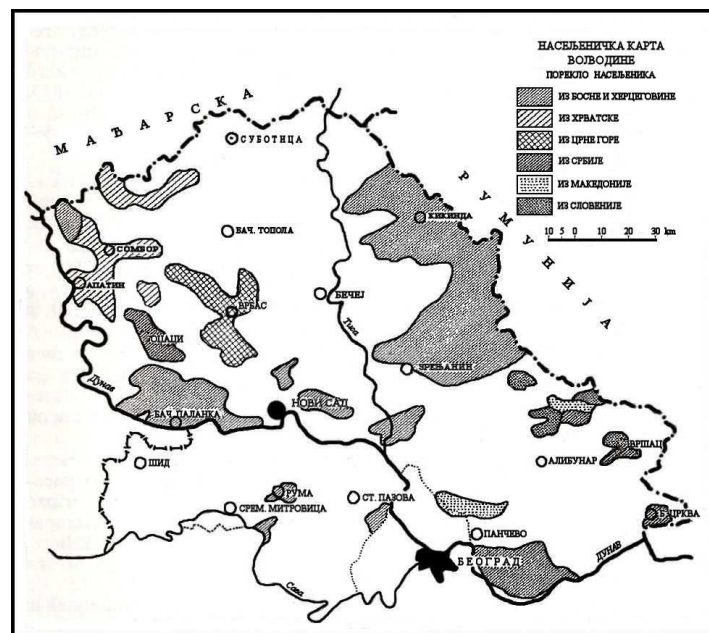 НАСЕЉЕНИЧКА КАРТА
ВОЈВОДИНЕ
ПОРЕКЛО НАСЕЉЕНИКА
ИЗ БОСНЕ И ХЕРЦЕГОВИНЕ
ИЗ ХРВАТСКЕ
ИЗ ЦРНЕ ГОРЕ
ИЗ СРБИЈЕ
ИЗ МАКЕДОНИЈЕ
ИЗ СЛОВЕНИЈЕ
10 5 0 10 20 30 km
МАЂАРСКА
РУМУНИЈА
СУБОТИЦА
КИКИНДА
БАЧ. ТОПОЛА
СОМБОР
АПАТИН
БЕЧЕЈ
ВРБАС
Тиса
ОЏАЦИ
ЗРЕЊАНИН
Дунав
НОВИ САД
БАЧ. ПАЛАНКА
ВРШАЦ
АЛИБУНАР
ШИД
РУМА
СТ. ПАЗОВА
СРЕМ. МИТРОВИЦА
Б. ЦРКВА
ПАНЧЕВО
ДУНАВ
БЕОГРАД
Сава